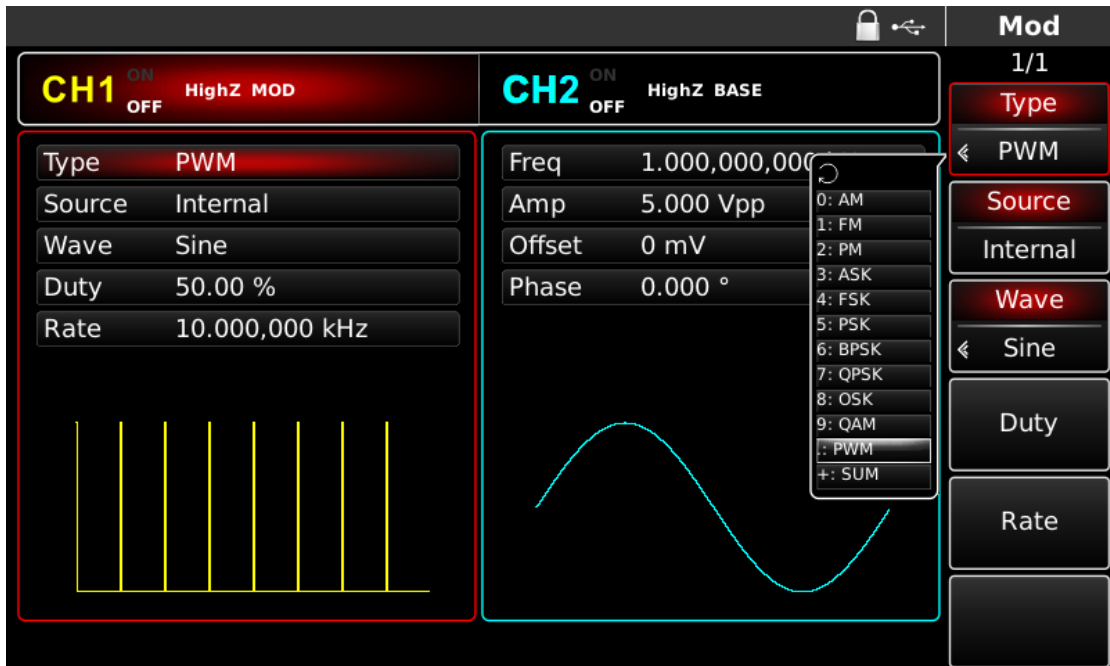 Mod
1/1
CH1 ON OFF HighZ MOD
CH2 ON OFF HighZ BASE
Type PWM
Source Internal
Wave Sine
Duty 50.00 %
Rate 10.000,000 kHz
Freq 1.000,000,000
Amp 5.000 Vpp
Offset 0 mV
Phase 0.000 °
0: AM
1: FM
2: PM
3: ASK
4: FSK
5: PSK
6: BPSK
7: QPSK
8: OSK
9: QAM
.: PWM
+: SUM
Type
PWM
Source
Internal
Wave
Sine
Duty
Rate